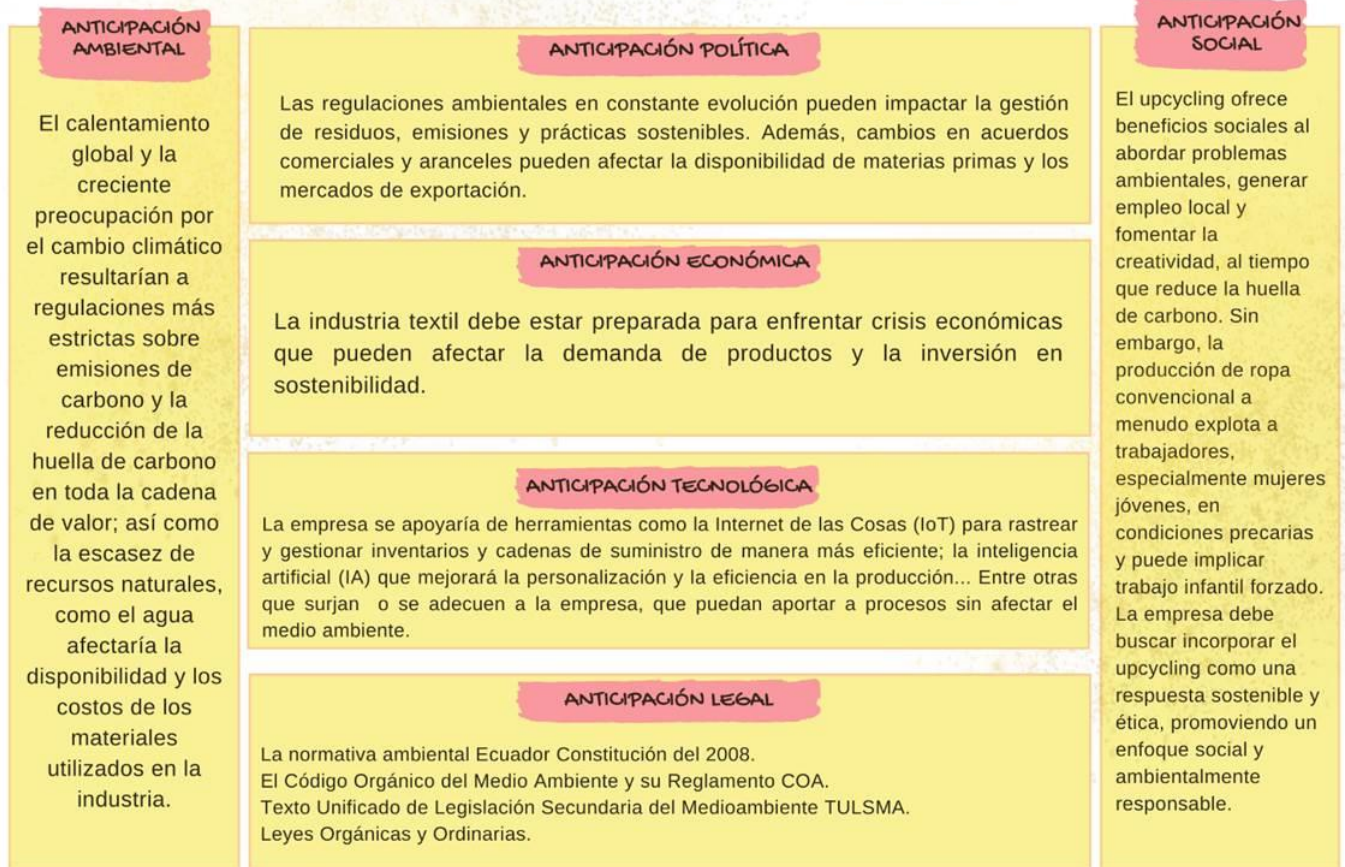 ANTICIPACIÓN
AMBIENTAL
El calentamiento
global y la
creciente
preocupación por
el cambio climático
resultarían a
regulaciones más
estrictas sobre
emisiones de
carbono y la
reducción de la
huella de carbono
en toda la cadena
de valor; así como
la escasez de
recursos naturales,
como el agua
afectaría la
disponibilidad y los
costos de los
materiales
utilizados en la
industria.
ANTICIPACIÓN POLÍTICA
Las regulaciones ambientales en constante evolución pueden impactar la gestión
de residuos, emisiones y prácticas sostenibles. Además, cambios en acuerdos
comerciales y aranceles pueden afectar la disponibilidad de materias primas y los
mercados de exportación.
ANTICIPACIÓN ECONÓMICA
La industria textil debe estar preparada para enfrentar crisis económicas
que pueden afectar la demanda de productos y la inversión en
sostenibilidad.
ANTICIPACIÓN TECNOLÓGICA
La empresa se apoyaría de herramientas como la Internet de las Cosas (IoT) para rastrear
y gestionar inventarios y cadenas de suministro de manera más eficiente; la inteligencia
artificial (IA) que mejorará la personalización y la eficiencia en la producción... Entre otras
que surjan o se adecuen a la empresa, que puedan aportar a procesos sin afectar el
medio ambiente.
ANTICIPACIÓN LEGAL
La normativa ambiental Ecuador Constitución del 2008.
El Código Orgánico del Medio Ambiente y su Reglamento COA.
Texto Unificado de Legislación Secundaria del Medioambiente TULSMA.
Leyes Orgánicas y Ordinarias.
ANTICIPACIÓN
SOCIAL
El upcycling ofrece
beneficios sociales al
abordar problemas
ambientales, generar
empleo local y
fomentar la
creatividad, al tiempo
que reduce la huella
de carbono. Sin
embargo, la
producción de ropa
convencional a
menudo explota a
trabajadores,
especialmente mujeres
jóvenes, en
condiciones precarias
y puede implicar
trabajo infantil forzado.
La empresa debe
buscar incorporar el
upcycling como una
respuesta sostenible y
ética, promoviendo un
enfoque social y
ambientalmente
responsable.